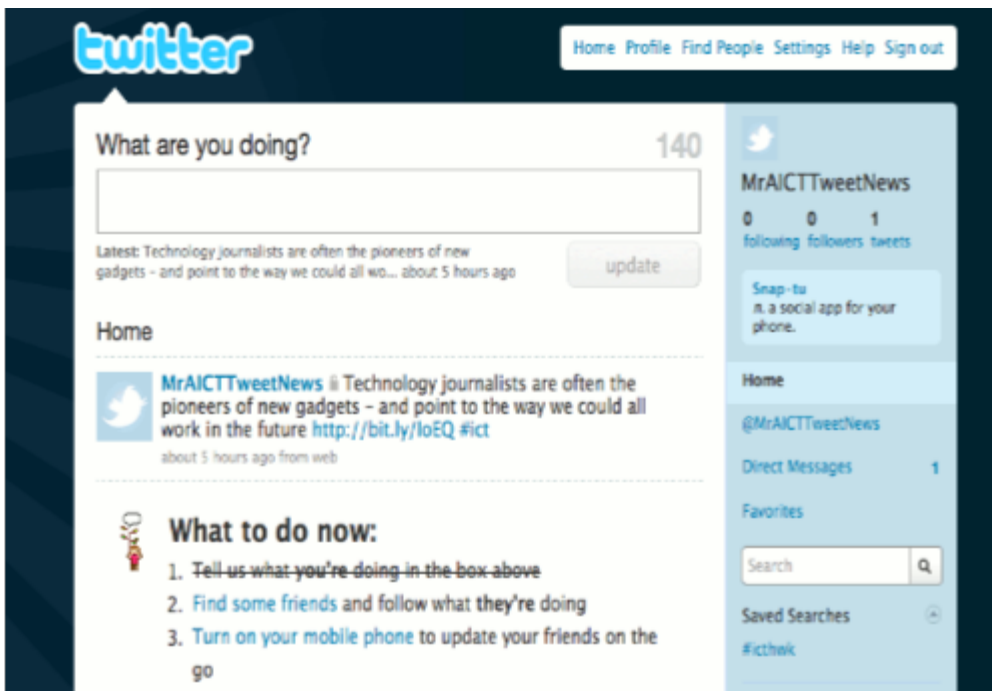 twitter
Home Profile Find People Settings Help Sign out
What are you doing?
140
Latest: Technology journalists are often the pioneers of new
gadgets – and point to the way we could all wo... about 5 hours ago
update
Home
MrAICTTweetNews Technology journalists are often the
pioneers of new gadgets – and point to the way we could all
work in the future http://bit.ly/IoEQ #ict
about 5 hours ago from web
What to do now:
1. Tell us what you're doing in the box above
2. Find some friends and follow what they're doing
3. Turn on your mobile phone to update your friends on the
go
MrAICTTweetNews
0 0 1
following followers tweets
Snap-tu
n. a social app for your
phone.
Home
@MrAICTTweetNews
Direct Messages 1
Favorites
Search
Saved Searches
#icthwk